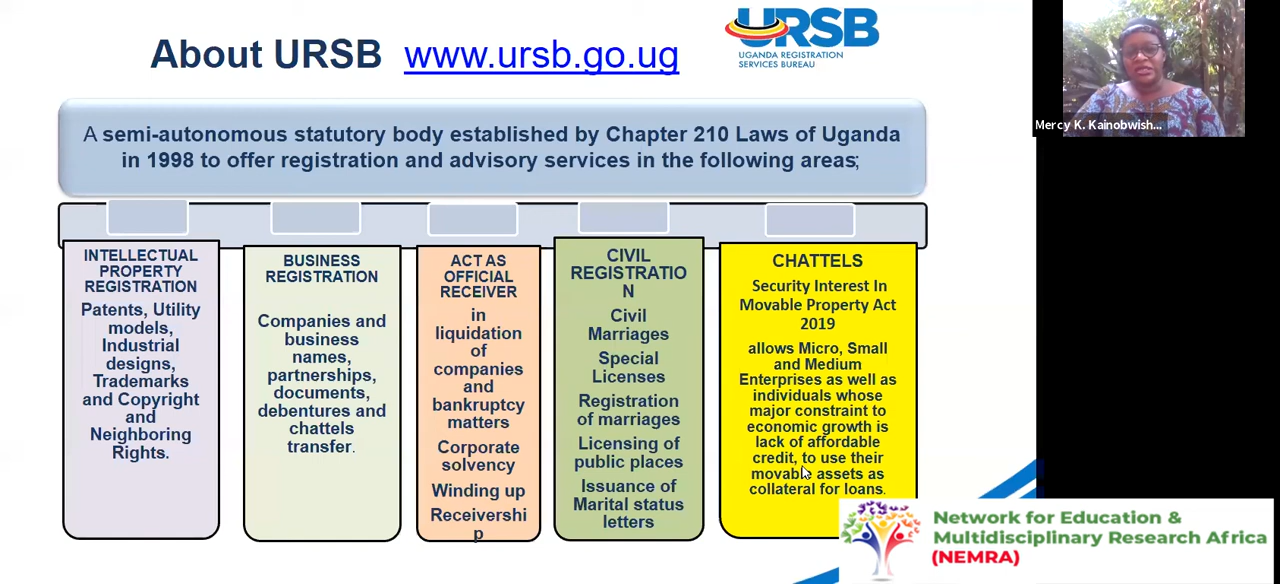 About URSB www.ursb.go.ug
URSB
UGANDA REGISTRATION
SERVICES BUREAU
Mercy K. Kainobwish...
A semi-autonomous statutory body established by Chapter 210 Laws of Uganda
in 1998 to offer registration and advisory services in the following areas;
INTELLECTUAL
PROPERTY
REGISTRATION
Patents, Utility
models,
Industrial
designs,
Trademarks
and Copyright
and
Neighboring
Rights.
BUSINESS
REGISTRATION
Companies and
business
names,
partnerships,
documents,
debentures and
chattels
transfer.
ACT AS
OFFICIAL
RECEIVER
in
liquidation
of
companies
and
bankruptcy
matters
Corporate
solvency
Winding up
Receivershi
p
CIVIL
REGISTRATIO
N
Civil
Marriages
Special
Licenses
Registration
of marriages
Licensing of
public places
Issuance of
Marital status
letters
CHATTELS
Security Interest In
Movable Property Act
2019
allows Micro, Small
and Medium
Enterprises as well as
individuals whose
major constraint to
economic growth is
lack of affordable
credit, to use their
movable assets as
collateral for loans.
Network for Education &
Multidisciplinary Research Africa
(NEMRA)